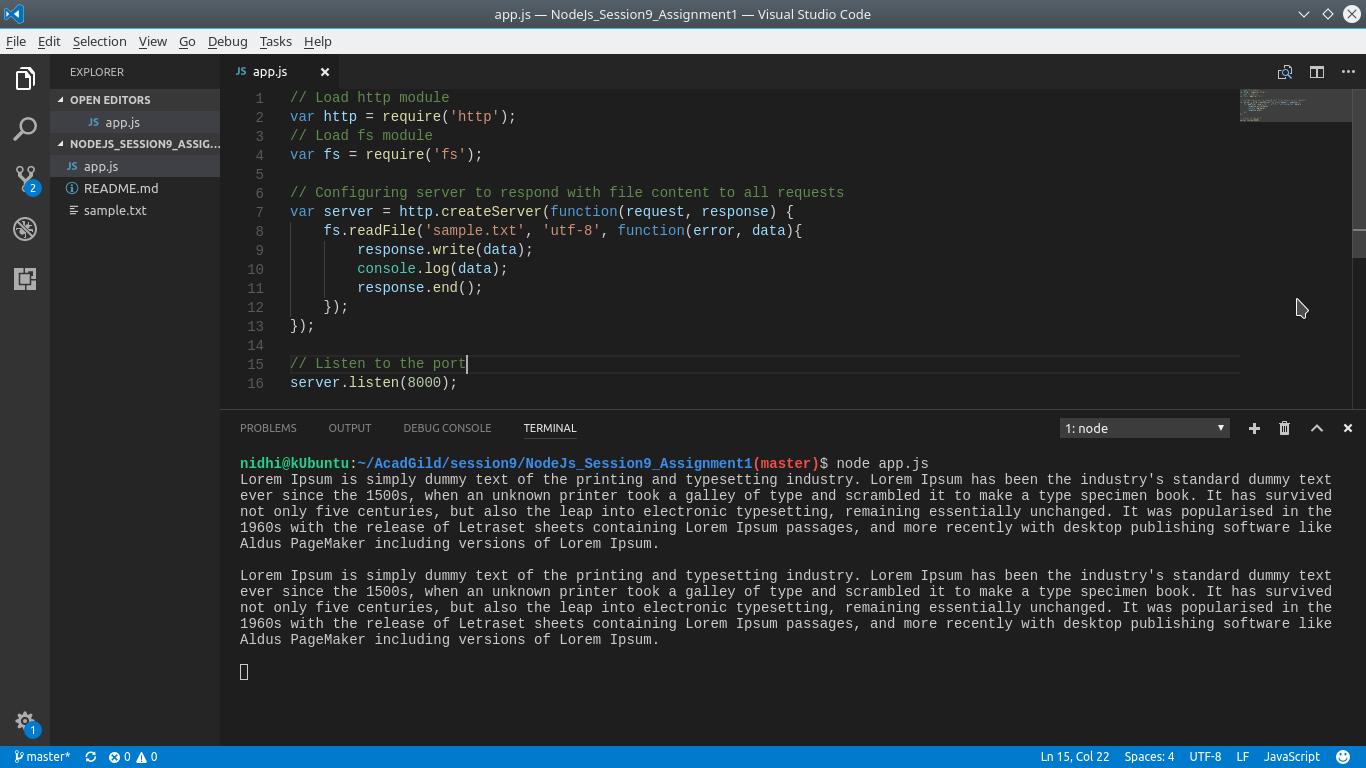 app.js — NodeJs_Session9_Assignment1 — Visual Studio Code
File Edit Selection View Go Debug Tasks Help
EXPLORER
OPEN EDITORS
JS app.js
NODEJS_SESSION9_ASSIG...
JS app.js
README.md
sample.txt
2
1
JS app.js
1 // Load http module
2 var http = require('http');
3 // Load fs module
4 var fs = require('fs');
5
6 // Configuring server to respond with file content to all requests
7 var server = http.createServer(function(request, response) {
8     fs.readFile('sample.txt', 'utf-8', function(error, data){
9         response.write(data);
10         console.log(data);
11         response.end();
12     });
13 });
14
15 // Listen to the port
16 server.listen(8000);
PROBLEMS OUTPUT DEBUG CONSOLE TERMINAL 1: node
nidhi@kUbuntu:~/AcadGild/session9/NodeJs_Session9_Assignment1(master)$ node app.js
Lorem Ipsum is simply dummy text of the printing and typesetting industry. Lorem Ipsum has been the industry's standard dummy text
ever since the 1500s, when an unknown printer took a galley of type and scrambled it to make a type specimen book. It has survived
not only five centuries, but also the leap into electronic typesetting, remaining essentially unchanged. It was popularised in the
1960s with the release of Letraset sheets containing Lorem Ipsum passages, and more recently with desktop publishing software like
Aldus PageMaker including versions of Lorem Ipsum.
Lorem Ipsum is simply dummy text of the printing and typesetting industry. Lorem Ipsum has been the industry's standard dummy text
ever since the 1500s, when an unknown printer took a galley of type and scrambled it to make a type specimen book. It has survived
not only five centuries, but also the leap into electronic typesetting, remaining essentially unchanged. It was popularised in the
1960s with the release of Letraset sheets containing Lorem Ipsum passages, and more recently with desktop publishing software like
Aldus PageMaker including versions of Lorem Ipsum.
master* 0 0 Ln 15, Col 22 Spaces: 4 UTF-8 LF JavaScript